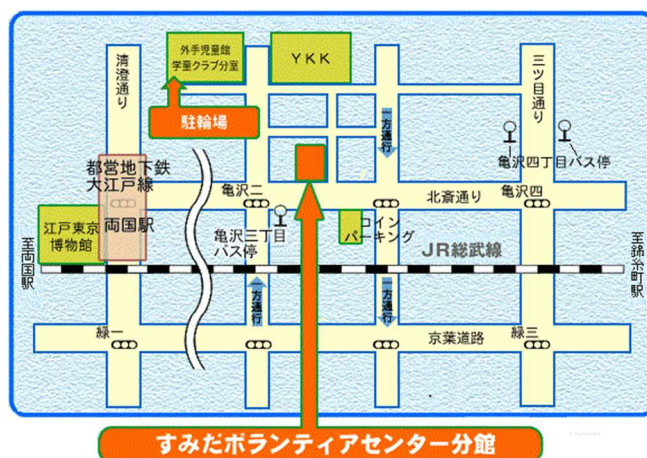 外手児童館
学童クラブ分室
YKK
清澄通り
三ツ目通り
駐輪場
一方通行
亀沢四丁目バス停
都営地下鉄
大江戸線
両国駅
亀沢二
北斎通り
亀沢四
江戸東京
博物館
亀沢三丁目
バス停
コイン
パーキング
JR総武線
至両国駅
至錦糸町駅
一方通行
一方通行
緑一
京葉道路
緑三
すみだボランティアセンター分館